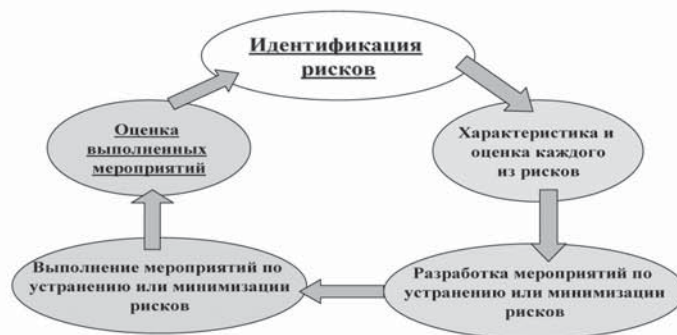 Идентификация
рисков
Характеристика и
оценка каждого
из рисков
Разработка мероприятий по
устранению или минимизации
рисков
Выполнение мероприятий по
устранению или минимизации
рисков
Оценка
выполненных
мероприятий